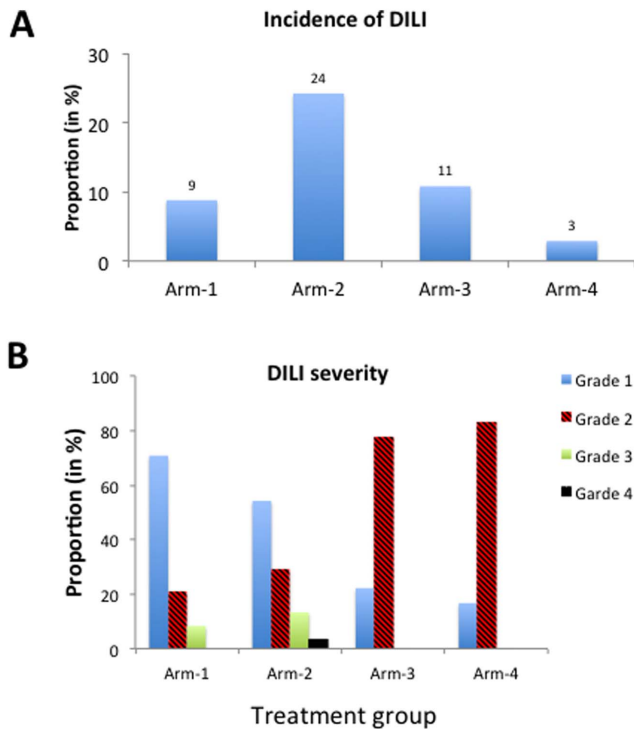 A
Incidence of DILI
Proportion (in %)
30
20
10
0
9
24
11
3
Arm-1 Arm-2 Arm-3 Arm-4
B
DILI severity
Proportion (in %)
100
80
60
40
20
0
Grade 1
Grade 2
Grade 3
Garde 4
Arm-1 Arm-2 Arm-3 Arm-4
Treatment group